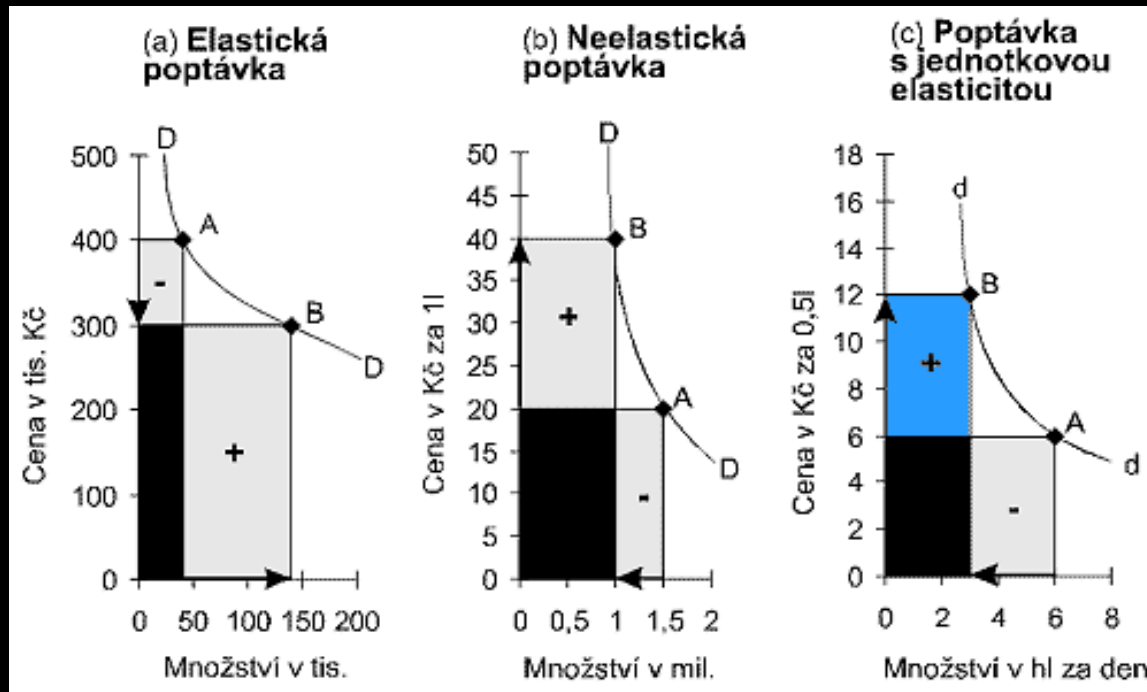 (a) Elastická
poptávka
D
500
400
300
200
100
0
A
B
D
-
+
0 50 100 150 200
Cena v tis. Kč
Množství v tis.
(b) Neelastická
poptávka
D
50
45
40
35
30
25
20
15
10
5
0
B
A
D
+
-
0 0,5 1 1,5 2
Cena v Kč za 1l
Množství v mil.
(c) Poptávka
s jednotkovou
elasticitou
d
18
16
14
12
10
8
6
4
2
0
B
A
d
+
-
0 2 4 6 8
Cena v Kč za 0,5l
Množství v hl za den